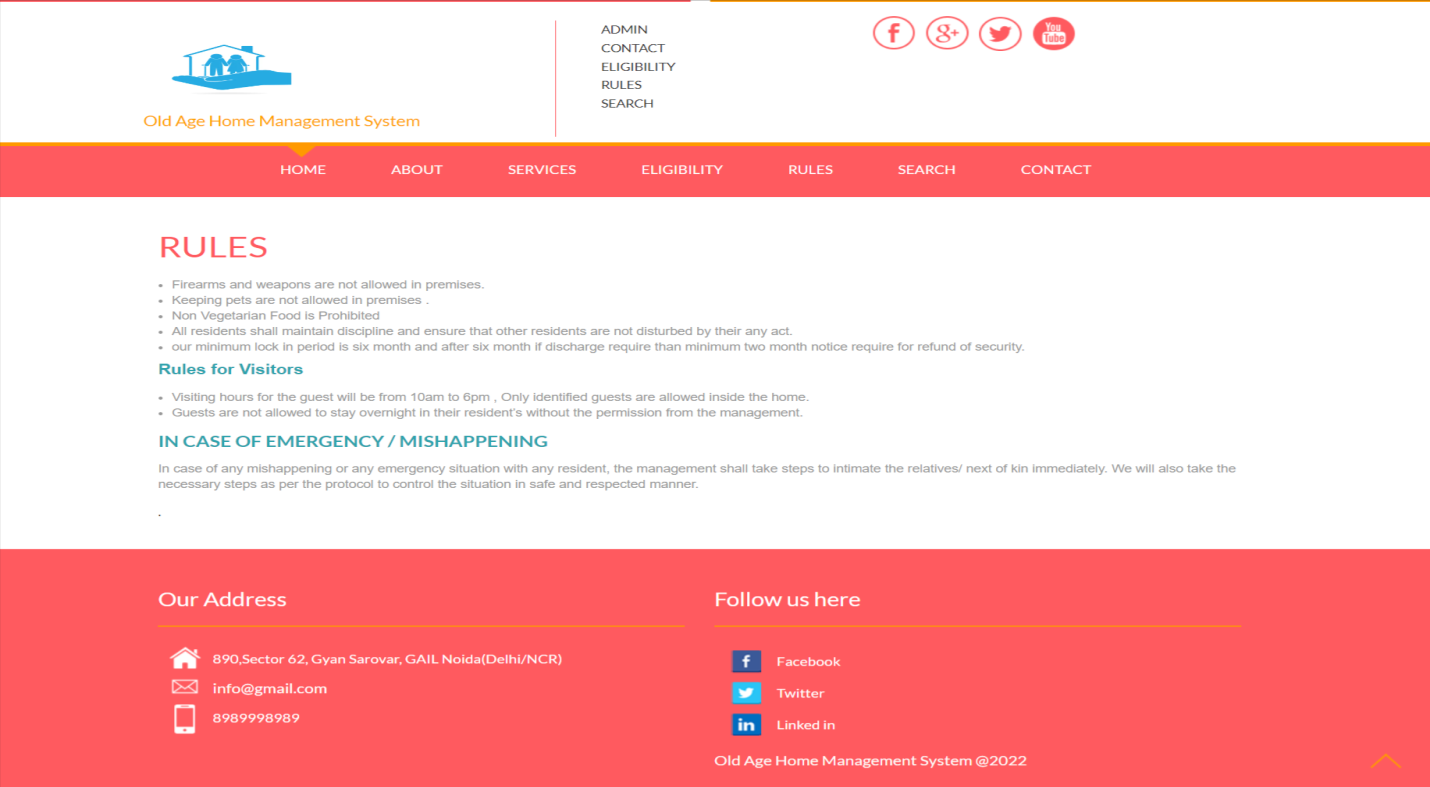 Old Age Home Management System
ADMIN
CONTACT
ELIGIBILITY
RULES
SEARCH
f
8+
You
Tube
HOME ABOUT SERVICES ELIGIBILITY RULES SEARCH CONTACT
RULES
• Firearms and weapons are not allowed in premises.
• Keeping pets are not allowed in premises .
• Non Vegetarian Food is Prohibited
• All residents shall maintain discipline and ensure that other residents are not disturbed by their any act.
• our minimum lock in period is six month and after six month if discharge require than minimum two month notice require for refund of security.
Rules for Visitors
• Visiting hours for the guest will be from 10am to 6pm , Only identified guests are allowed inside the home.
• Guests are not allowed to stay overnight in their resident's without the permission from the management.
IN CASE OF EMERGENCY / MISHAPPENING
In case of any mishappening or any emergency situation with any resident, the management shall take steps to intimate the relatives/ next of kin immediately. We will also take the
necessary steps as per the protocol to control the situation in safe and respected manner.
.
Our Address
890,Sector 62, Gyan Sarovar, GAIL Noida(Delhi/NCR)
info@gmail.com
8989998989
Follow us here
f Facebook
Twitter
in Linked in
Old Age Home Management System @2022